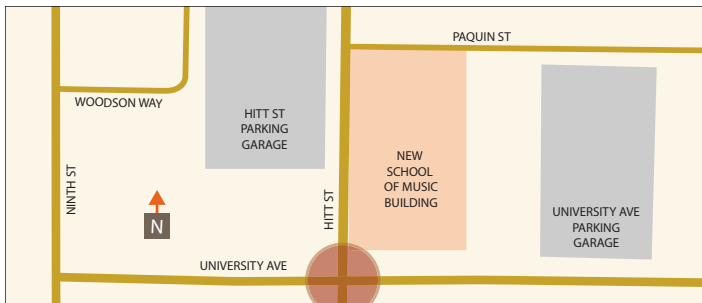 PAQUIN ST
WOODSON WAY
HITT ST
PARKING
GARAGE
NEW
SCHOOL
OF MUSIC
BUILDING
NINTH ST
HITT ST
N
UNIVERSITY AVE
PARKING
GARAGE
UNIVERSITY AVE